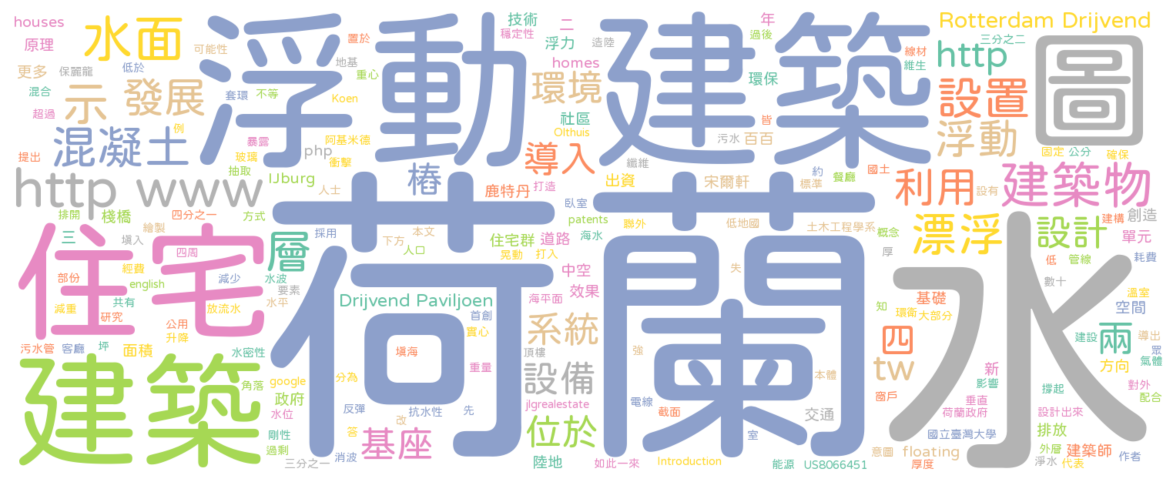 houses 水面 浮動建築 圖 Rotterdam Drijvend
原理 可能性 置於 技術 二 造陸 年 過後 三分之二
穩定性 浮力 線材 http
更多 保麗龍 低於 地基 重心 homes 環境 環保 維生
混合 示 發展 套環 不等 Koen 社區 設置
超過 例 Olthuis 皆 浮動
提出 混凝土 暴露 阿基米德 導入 污水 百百 固定 公分 確保
玻璃 php 衝擊 纖維 國土
抽取 人士 IJburg 樁 鹿特丹 打造 出資 宋爾軒 約 餐廳 利用 設有 建築物
http www 標準
排開 棧橋 四分之一 方式 荷蘭 採用 臥室 聯外 低地國 漂浮 概念 建構 創造
繪製 下方 本文 patents 土木工程學系 設計 單元
三 填入 四周 層 人口 住宅群 道路 海水 失 厚 低 管線 耗費
住宅 經費 水波 晃動 打入 中空 水 數十
部份 english 減少 要素 海平面 效果 知 基礎 溫室
減重 共有 放流水 水平 Drijvend Paviljoen 首創 環衛 大部分 空間
研究 公用 升降 系統 實心 強 四 建設 兩 導出
污水管 客廳 面積 坪 水密性 填海 頂樓 新 眾
建築 角落 google 分為 重量 設備 本體 tw 影響 方向 氣體
政府 反彈 抗水性 先 jlgrealestate 電線 截面 交通 窗戶 垂直 撐起 對外
水位 改 基座 位於 荷蘭政府 設計出來 配合
剛性 答 室 國立臺灣大學 排放
過剩 消波 意圖 floating 外層 建築師
三分之一 陸地 如此一來 Introduction 能源 US8066451 厚度 淨水 代表 作者